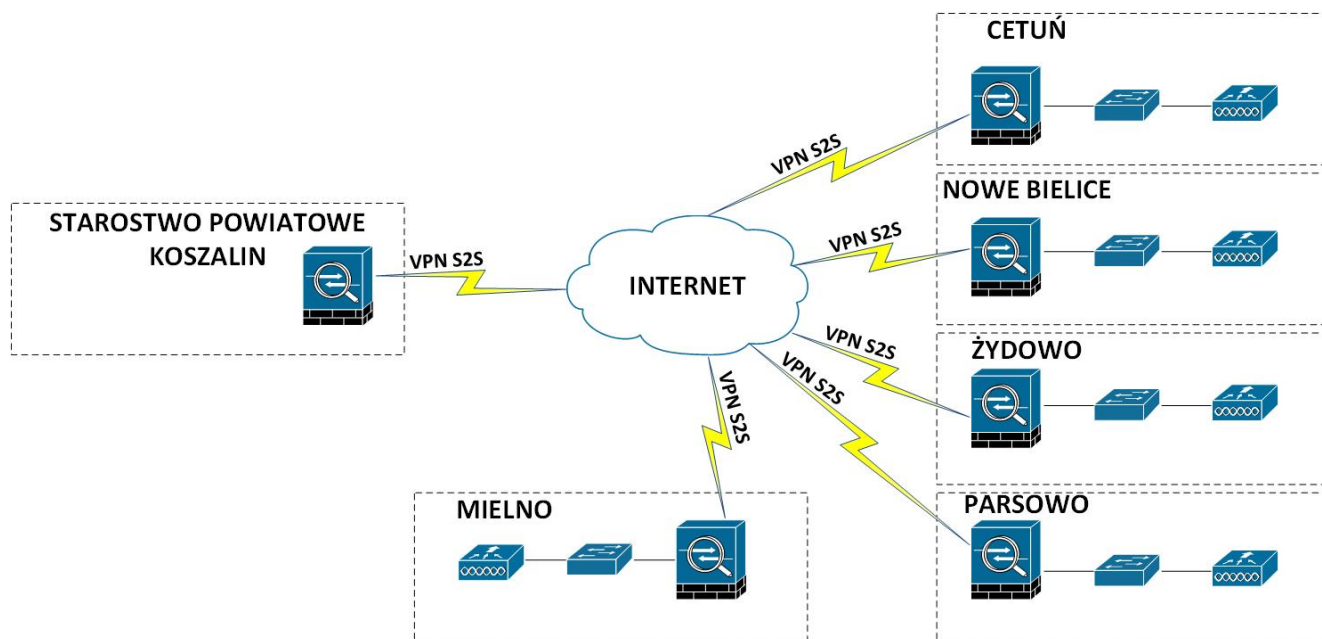 CETUŃ
VPN S2S
NOWE BIELICE
STAROSTWO POWIATOWE
KOSZALIN
VPN S2S
VPN S2S
INTERNET
ŻYDOWO
VPN S2S
VPN S2S
VPN S2S
MIELNO
PARSOWO